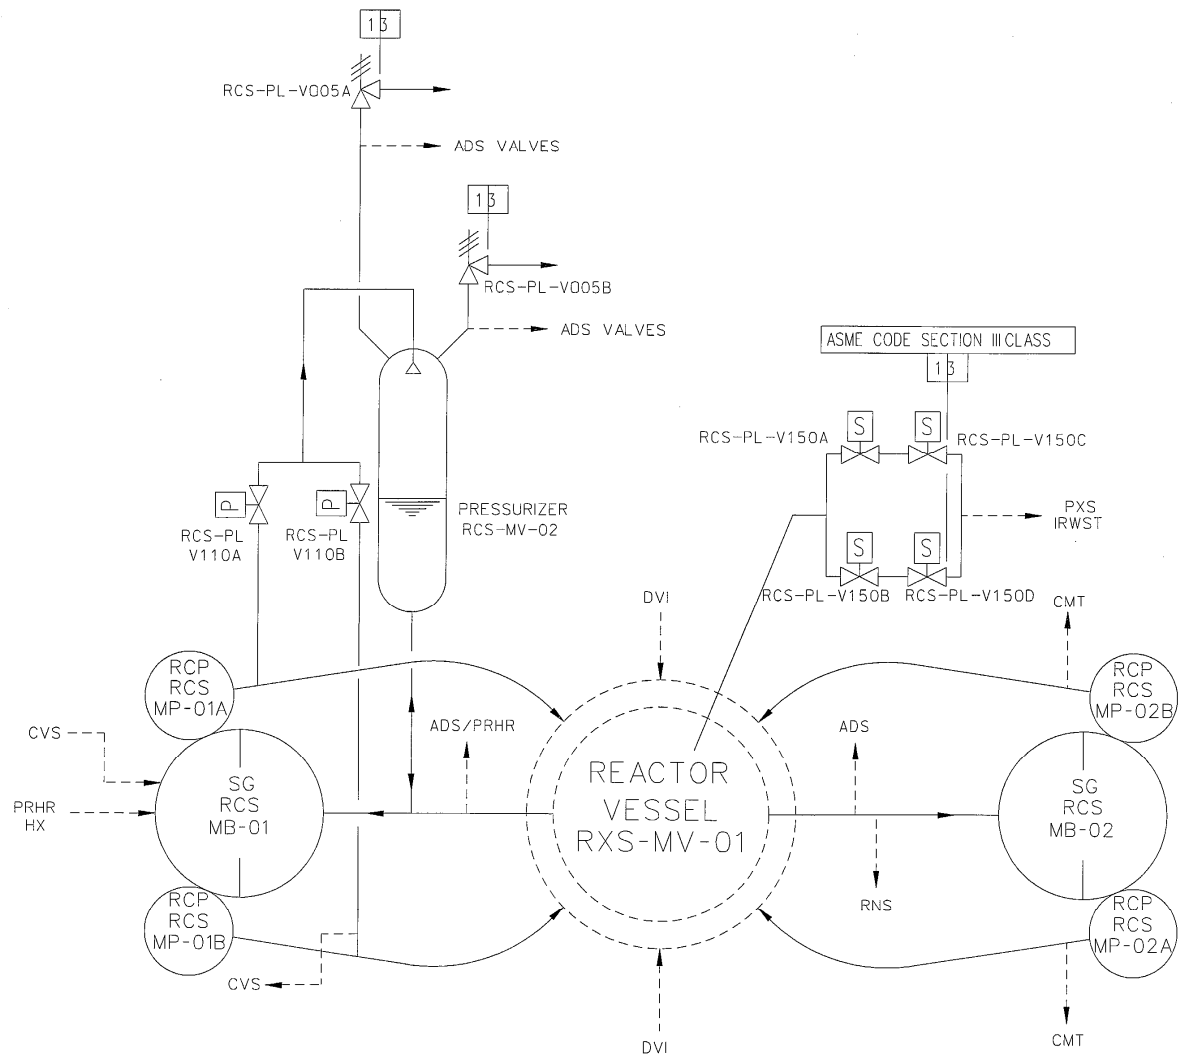 13
RCS-PL-V005A
ADS VALVES
13
RCS-PL-V005B
ADS VALVES
ASME CODE SECTION III CLASS
13
S
S
RCS-PL-V150A
RCS-PL-V150C
P
P
PRESSURIZER
RCS-MV-02
PXS
IRWST
RCS-PL
V110A
RCS-PL
V110B
S
S
RCS-PL-V150B
RCS-PL-V150D
DVI
CMT
RCP
RCS
MP-01A
RCP
RCS
MP-02B
CVS
ADS/PRHR
ADS
PRHR
HX
SG
RCS
MB-01
REACTOR
VESSEL
RXS-MV-01
SG
RCS
MB-02
RCP
RCS
MP-01B
RNS
RCP
RCS
MP-02A
CVS
DVI
CMT